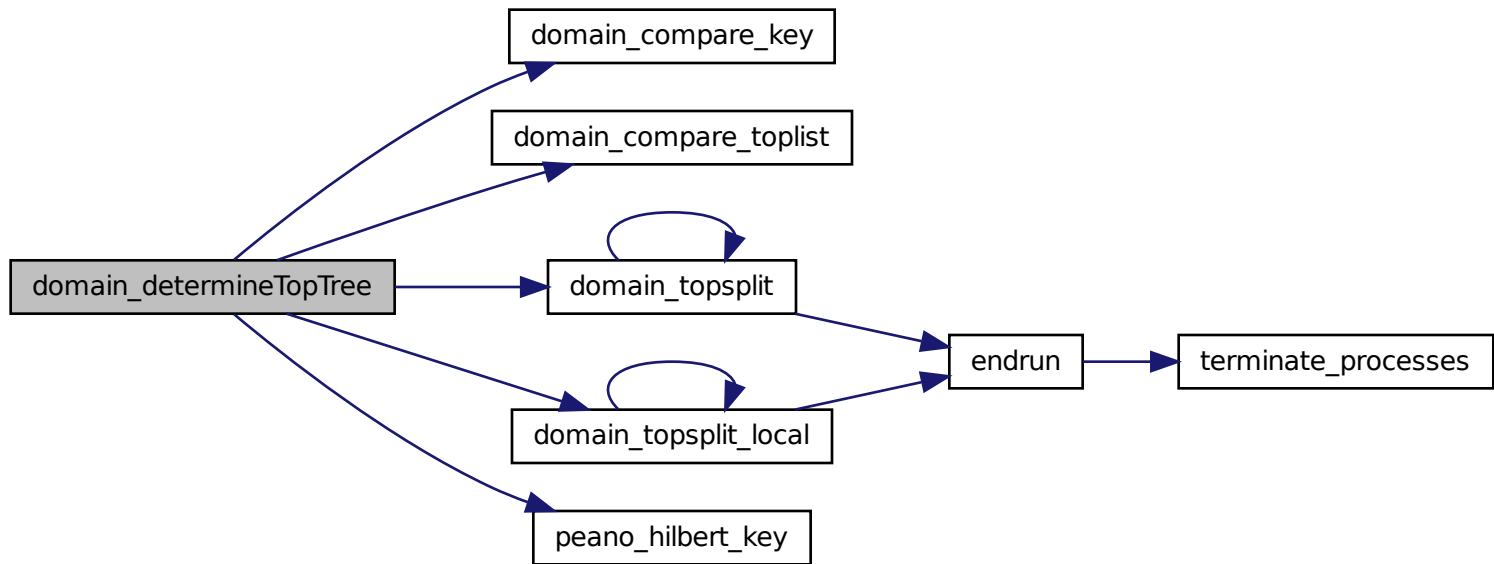 domain_compare_key
domain_compare_toplist
domain_determineTopTree
domain_topsplit
endrun
terminate_processes
domain_topsplit_local
peano_hilbert_key